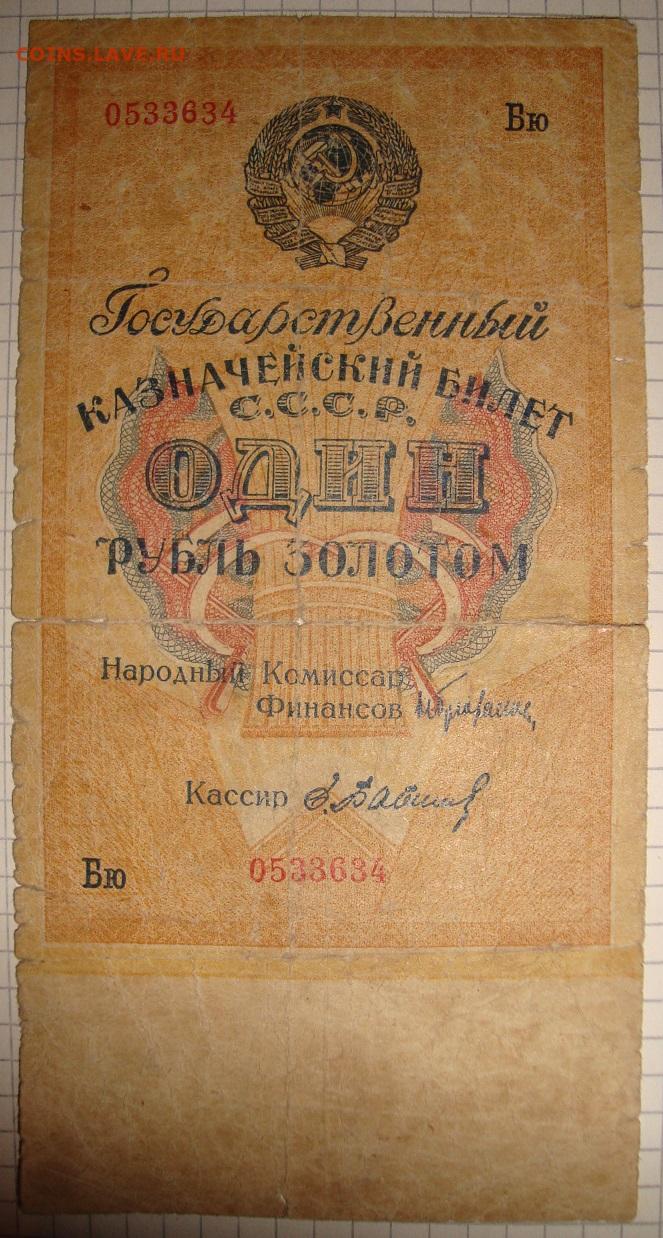 COINS.LAVE.RU
0533634 Бю
Государственный
КАЗНАЧЕЙСКИЙ БИЛЕТ
С.С.С.Р.
ОДИН
РУБЛЬ ЗОЛОТОМ
Народный Комиссар
Финансов
Кассир
Бю 0533634